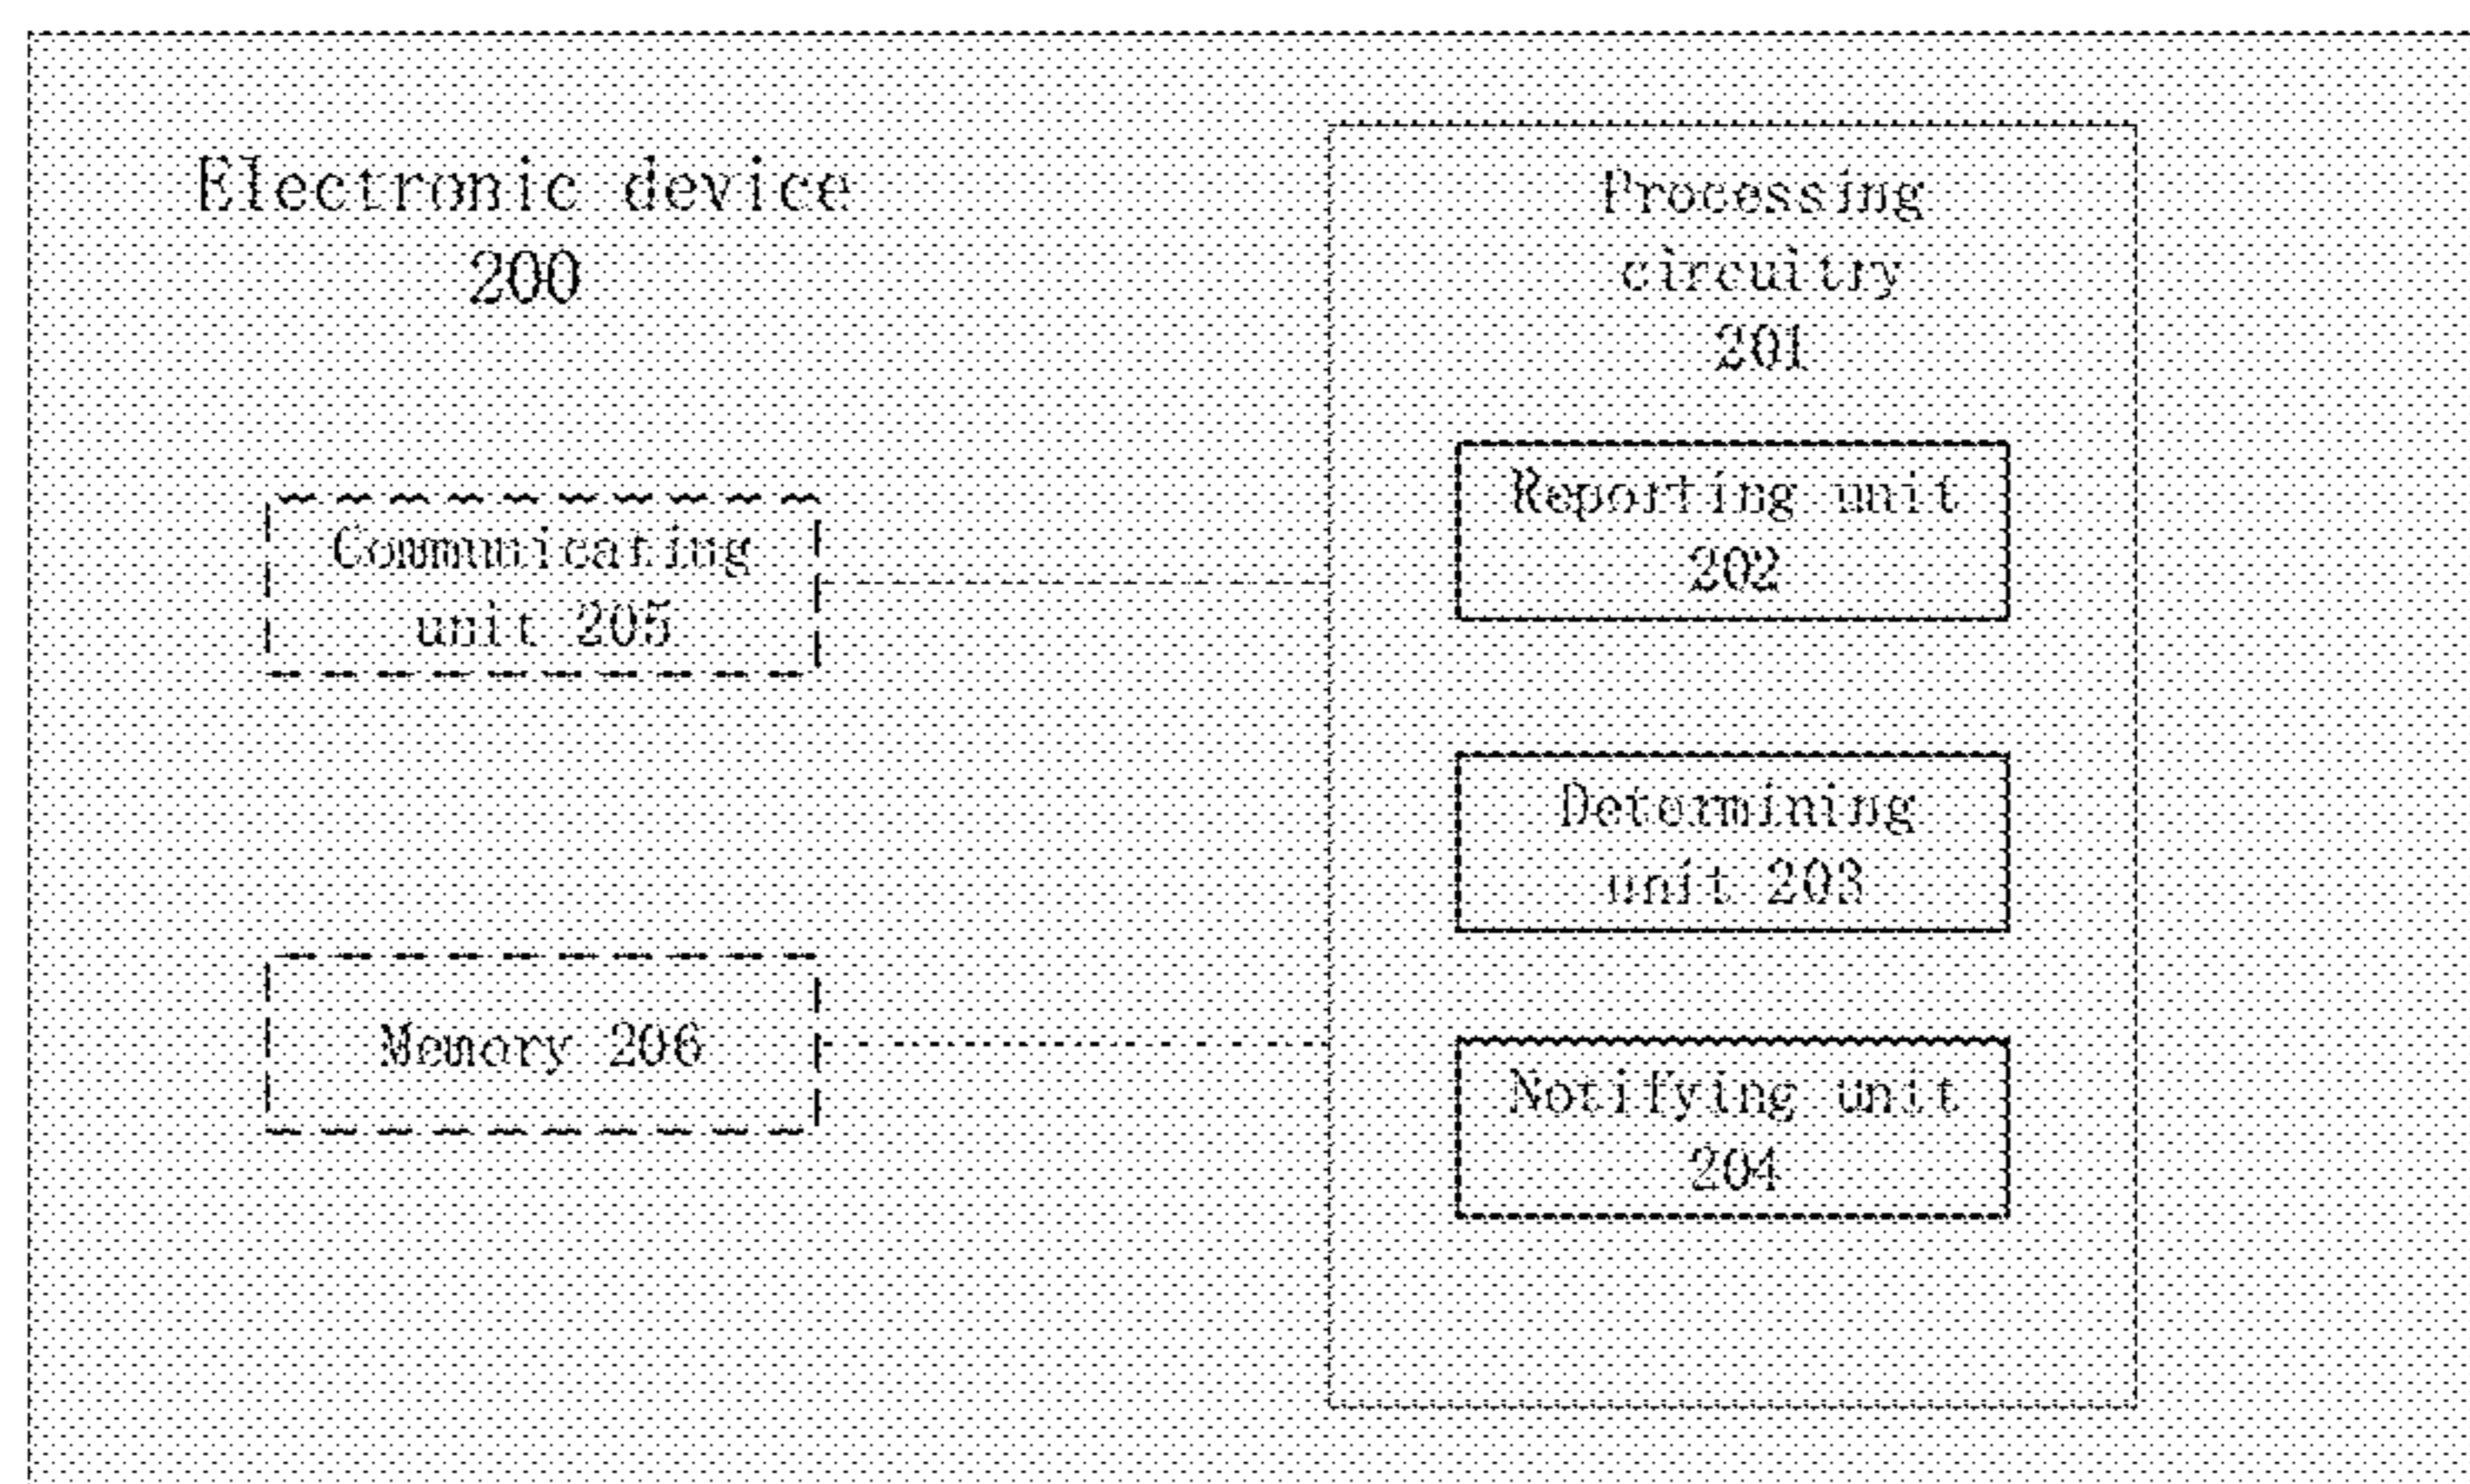 Electronic device
200
Processing
circuitry
201
Communicating
unit 205
Memory 206
Reporting unit
202
Determining
unit 203
Notifying unit
204